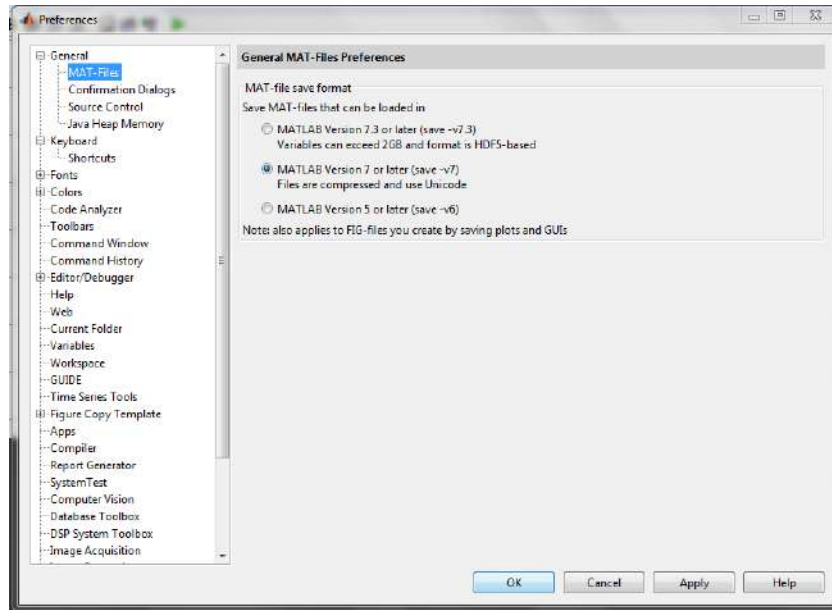 Preferences
General
MAT-Files
Confirmation Dialogs
Source Control
Java Heap Memory
Keyboard
Shortcuts
Fonts
Colors
Code Analyzer
Toolbars
Command Window
Command History
Editor/Debugger
Help
Web
Current Folder
Variables
Workspace
GUIDE
Time Series Tools
Figure Copy Template
Apps
Compiler
Report Generator
SystemTest
Computer Vision
Database Toolbox
DSP System Toolbox
Image Acquisition
General MAT-Files Preferences
MAT-file save format
Save MAT-files that can be loaded in
MATLAB Version 7.3 or later (save -v7.3)
Variables can exceed 2GB and format is HDF5-based
MATLAB Version 7 or later (save -v7)
Files are compressed and use Unicode
MATLAB Version 5 or later (save -v6)
Note: also applies to FIG-files you create by saving plots and GUIs
OK
Cancel
Apply
Help